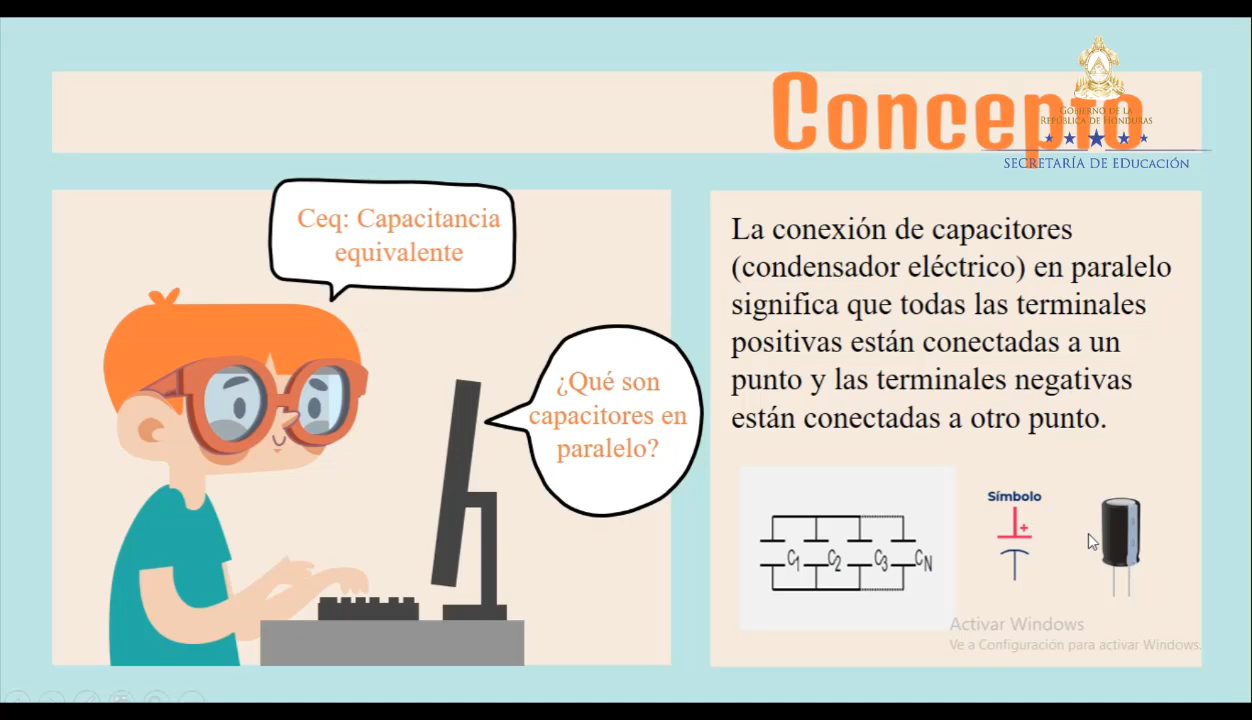 Concepto
GOBIERNO DE LA
REPÚBLICA DE HONDURAS
SECRETARÍA DE EDUCACIÓN
Ceq: Capacitancia
equivalente
¿Qué son
capacitores en
paralelo?
La conexión de capacitores
(condensador eléctrico) en paralelo
significa que todas las terminales
positivas están conectadas a un
punto y las terminales negativas
están conectadas a otro punto.
C1 C2 C3 CN
Símbolo
+
Activar Windows
Ve a Configuración para activar Windows.